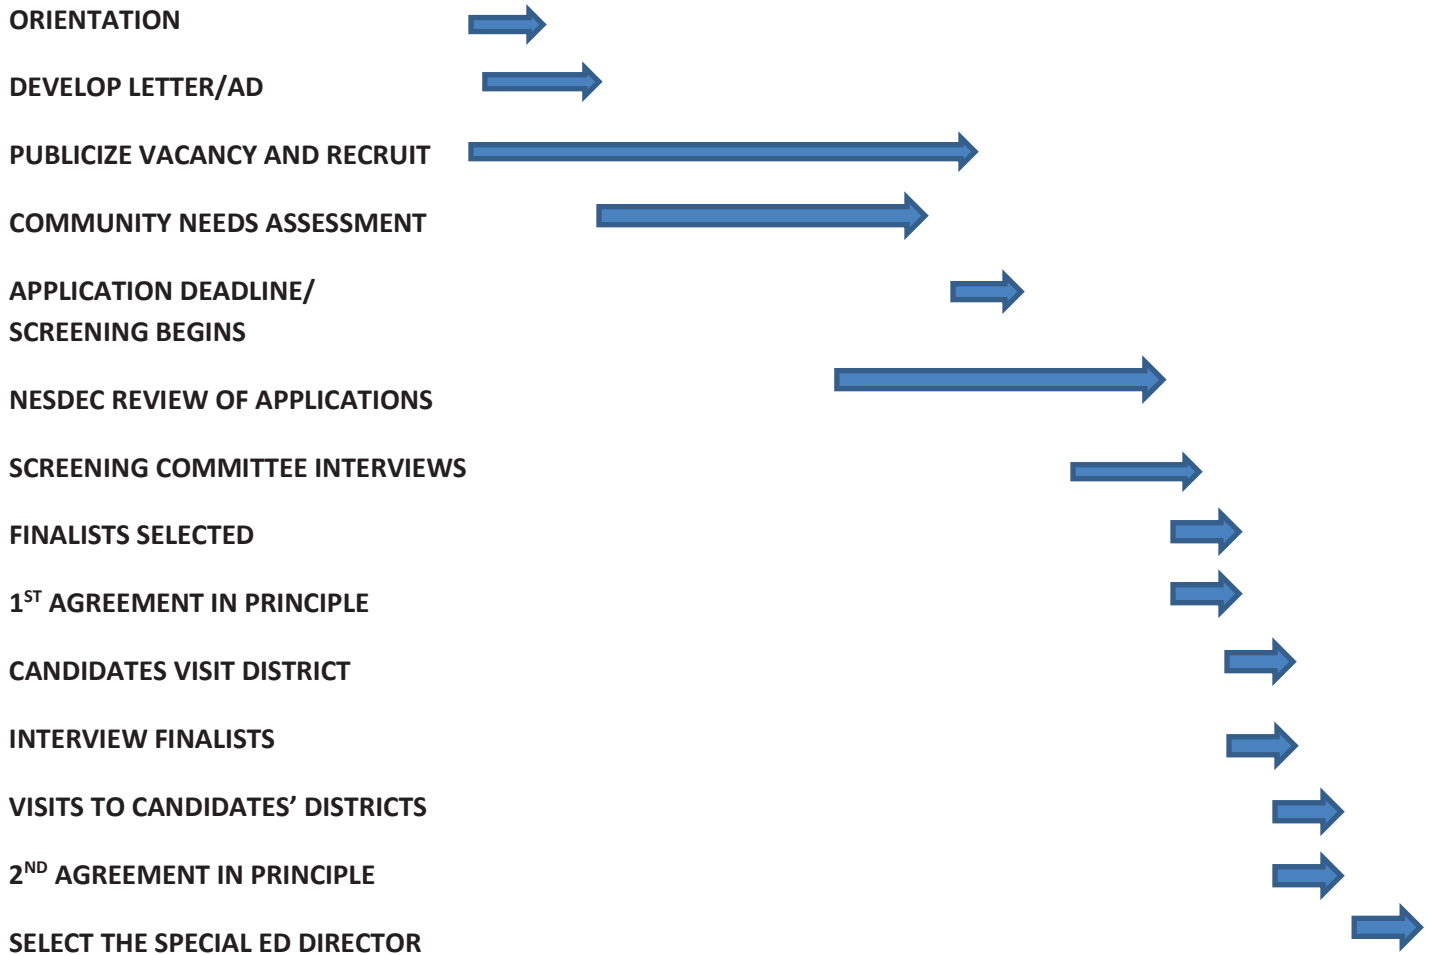 ORIENTATION
DEVELOP LETTER/AD
PUBLICIZE VACANCY AND RECRUIT
COMMUNITY NEEDS ASSESSMENT
APPLICATION DEADLINE/
SCREENING BEGINS
NESDEC REVIEW OF APPLICATIONS
SCREENING COMMITTEE INTERVIEWS
FINALISTS SELECTED
1ST AGREEMENT IN PRINCIPLE
CANDIDATES VISIT DISTRICT
INTERVIEW FINALISTS
VISITS TO CANDIDATES’ DISTRICTS
2ND AGREEMENT IN PRINCIPLE
SELECT THE SPECIAL ED DIRECTOR